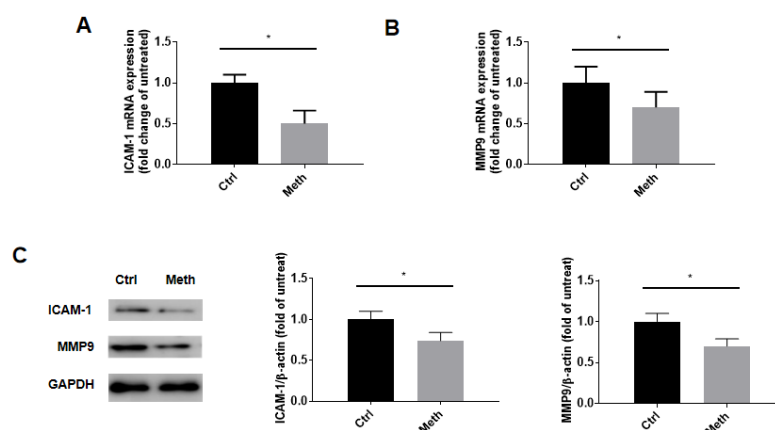 A
ICAM-1 mRNA expression
(fold change of untreated)
1.5
1.0
0.5
0.0
*
Ctrl
Meth
B
MMP9 mRNA expression
(fold change of untreated)
1.5
1.0
0.5
0.0
*
Ctrl
Meth
C
Ctrl Meth
ICAM-1
MMP9
GAPDH
ICAM-1/β-actin (fold of untreat)
1.5
1.0
0.5
0.0
*
Ctrl
Meth
MMP9/β-actin (fold of untreat)
1.5
1.0
0.5
0.0
*
Ctrl
Meth